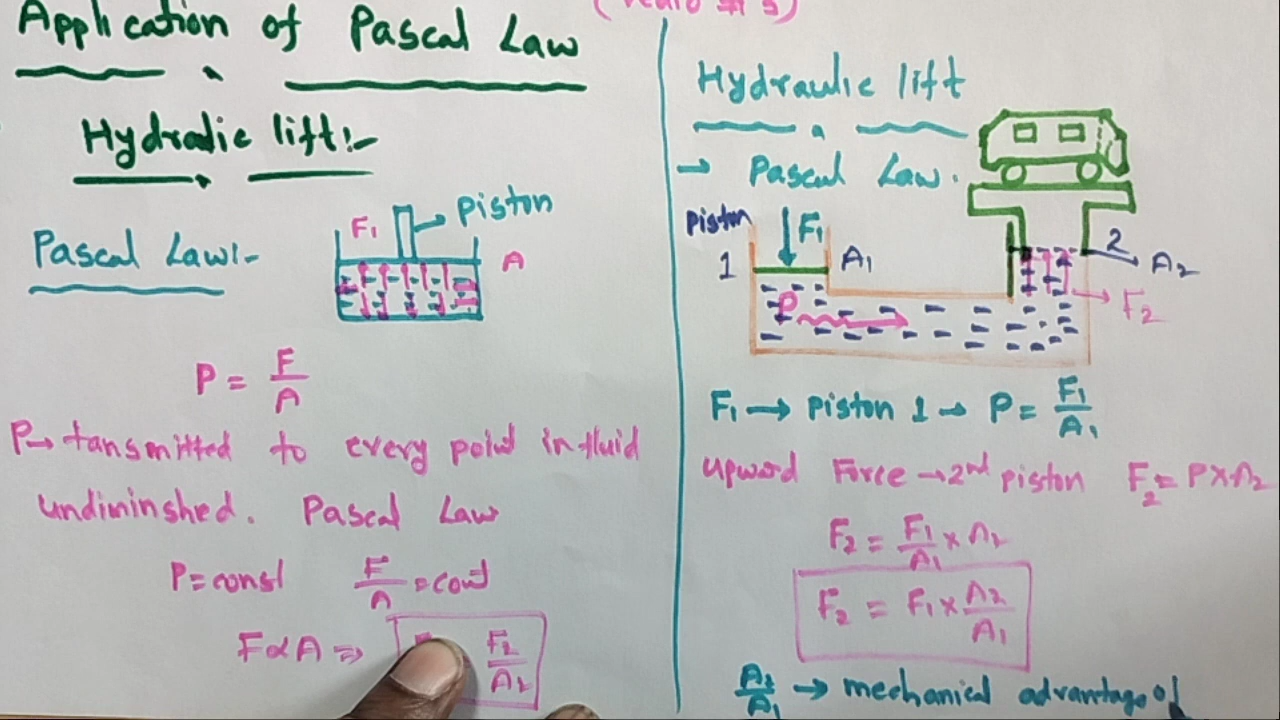 Application of Pascal Law
Hydralic lift:-
Pascal Law:-
F₁
Piston
A
P = F/A
P→ tansmitted to every point in fluid
undiminshed. Pascal Law
P=const F/A = cont
F∝A ⇒ F₂/A₂
Hydraulic lift
→ Pascal Law.
Piston
1
F₁
A₁
2
A₂
P
F₂
F₁ → Piston 1 → P = F₁/A₁
upward Force → 2nd piston F₂ = P×A₂
F₂ = F₁/A₁ × A₂
F₂ = F₁ × A₂/A₁
A₂/A₁ → mechanical advantage of